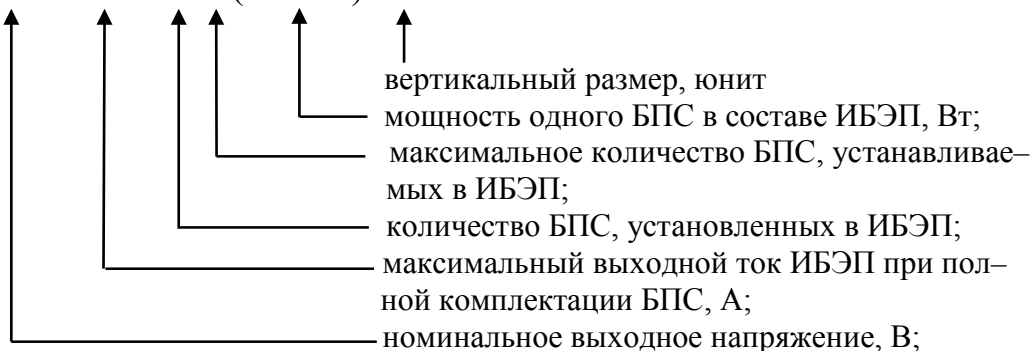 вертикальный размер, юнит
мощность одного БПС в составе ИБЭП, Вт;
максимальное количество БПС, устанавливае–
мых в ИБЭП;
количество БПС, установленных в ИБЭП;
максимальный выходной ток ИБЭП при пол–
ной комплектации БПС, А;
номинальное выходное напряжение, В;